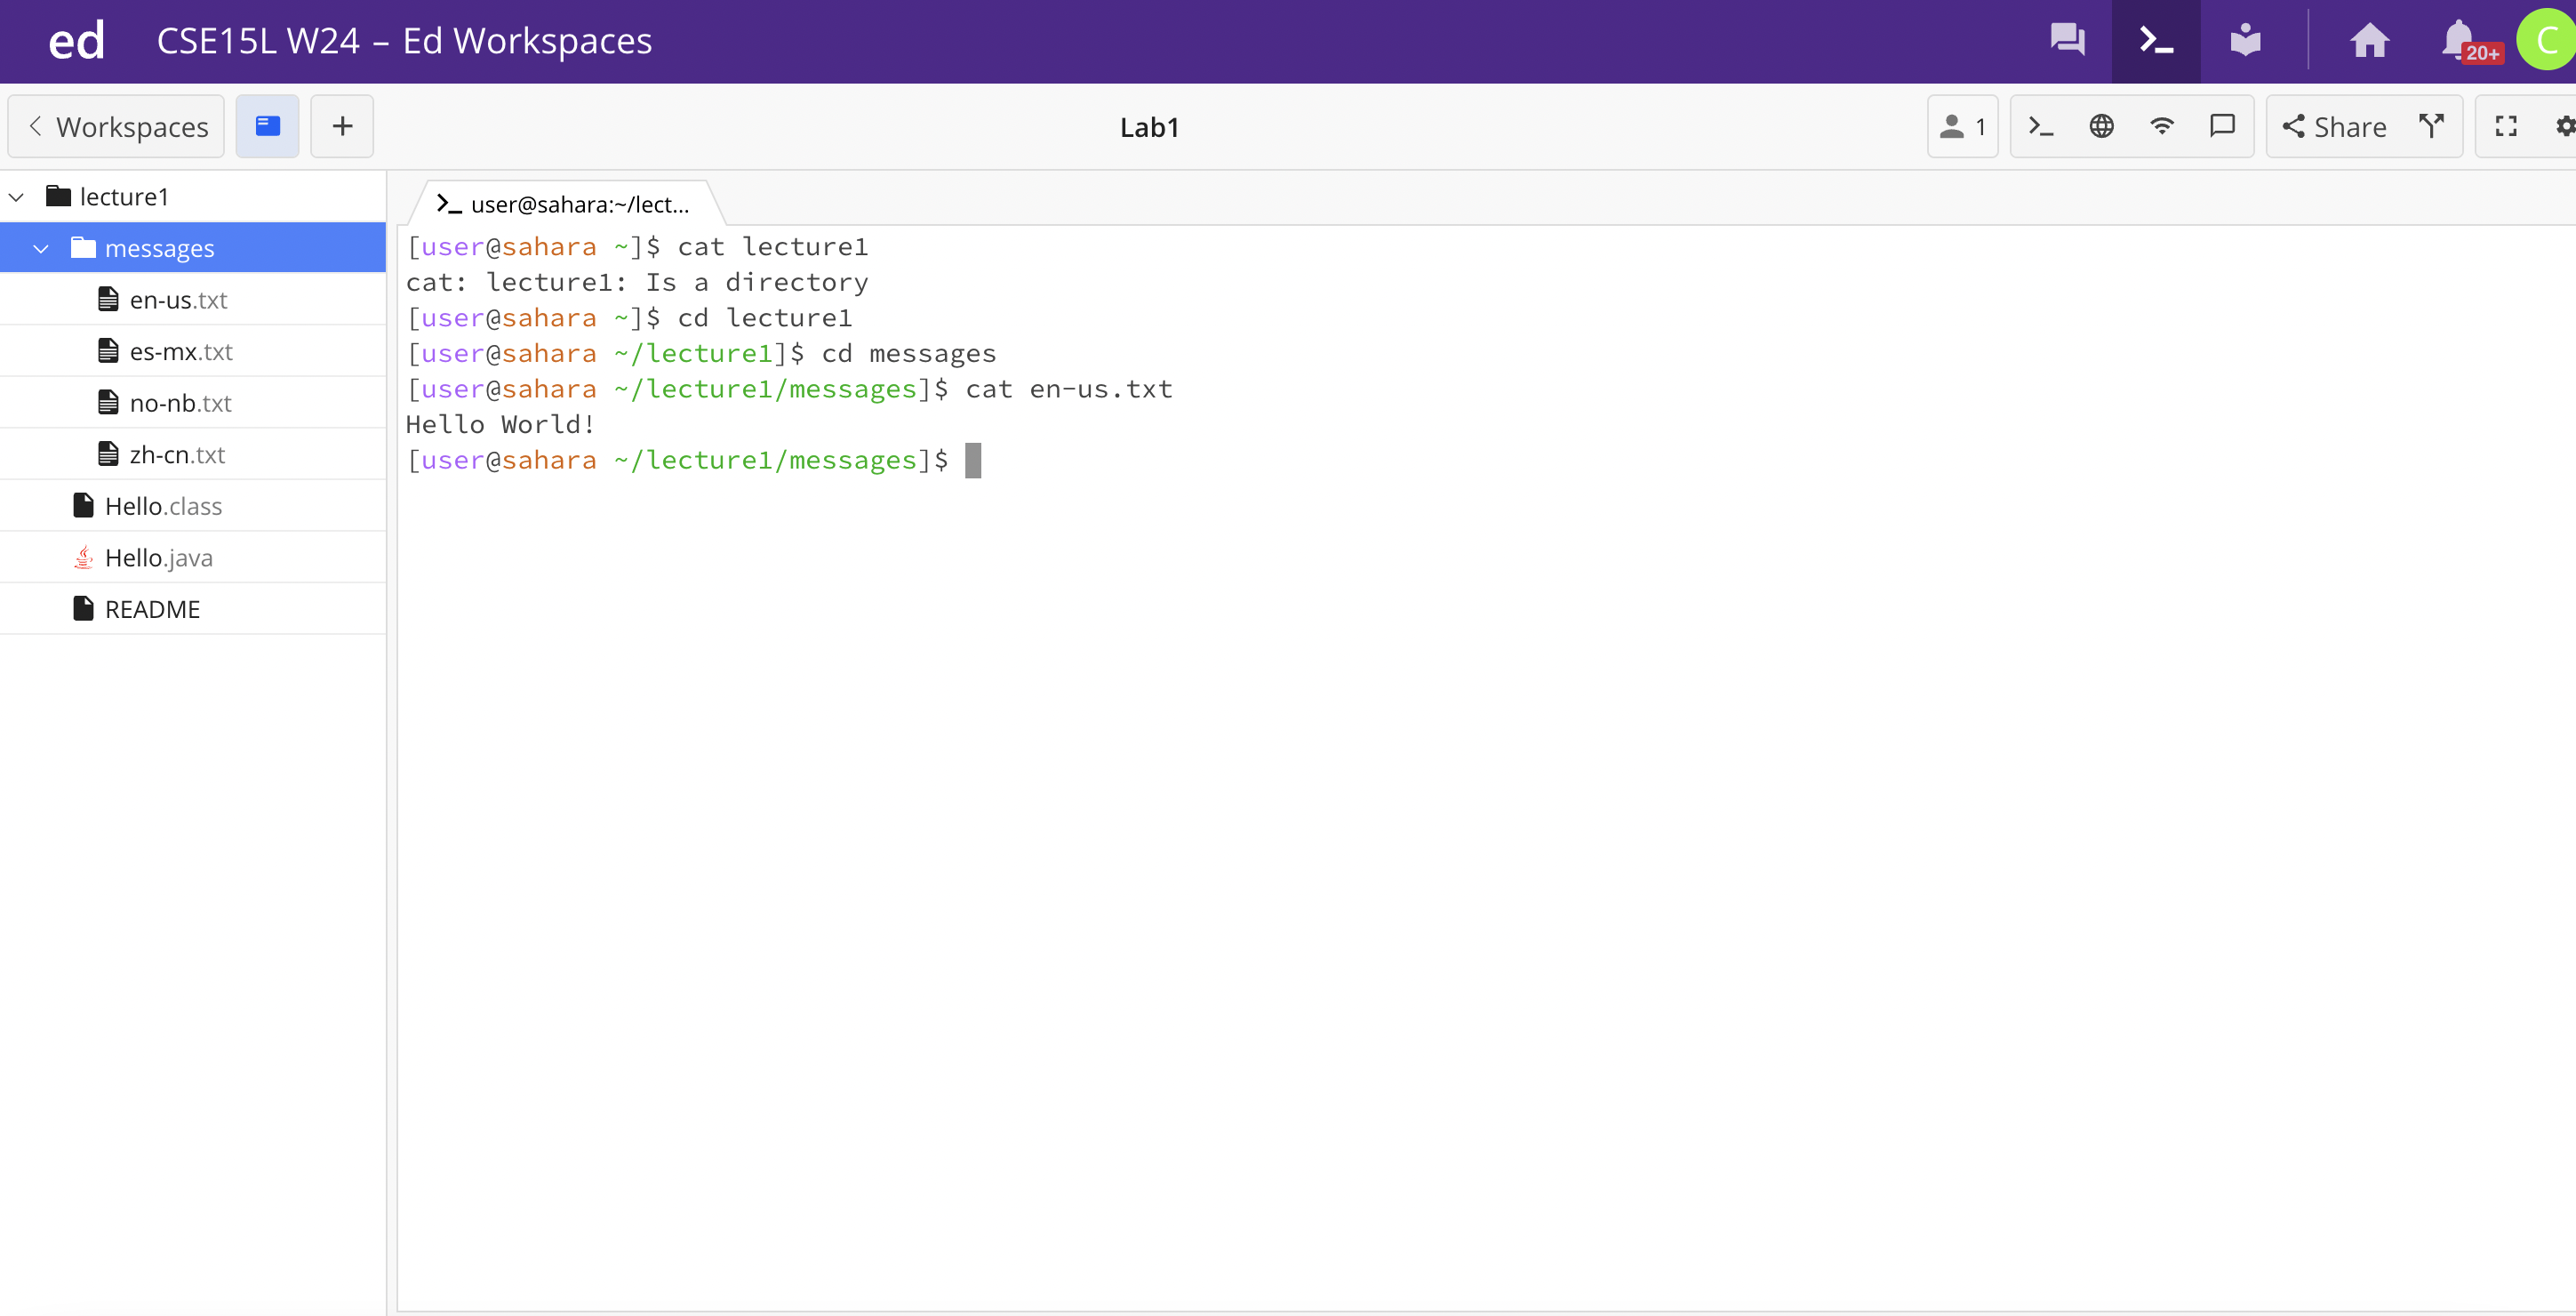 ed CSE15L W24 – Ed Workspaces 20+ C
Workspaces Lab1 1 Share
lecture1
messages
en-us.txt
es-mx.txt
no-nb.txt
zh-cn.txt
Hello.class
Hello.java
README
user@sahara:~/lect...
[user@sahara ~]$ cat lecture1
cat: lecture1: Is a directory
[user@sahara ~]$ cd lecture1
[user@sahara ~/lecture1]$ cd messages
[user@sahara ~/lecture1/messages]$ cat en-us.txt
Hello World!
[user@sahara ~/lecture1/messages]$